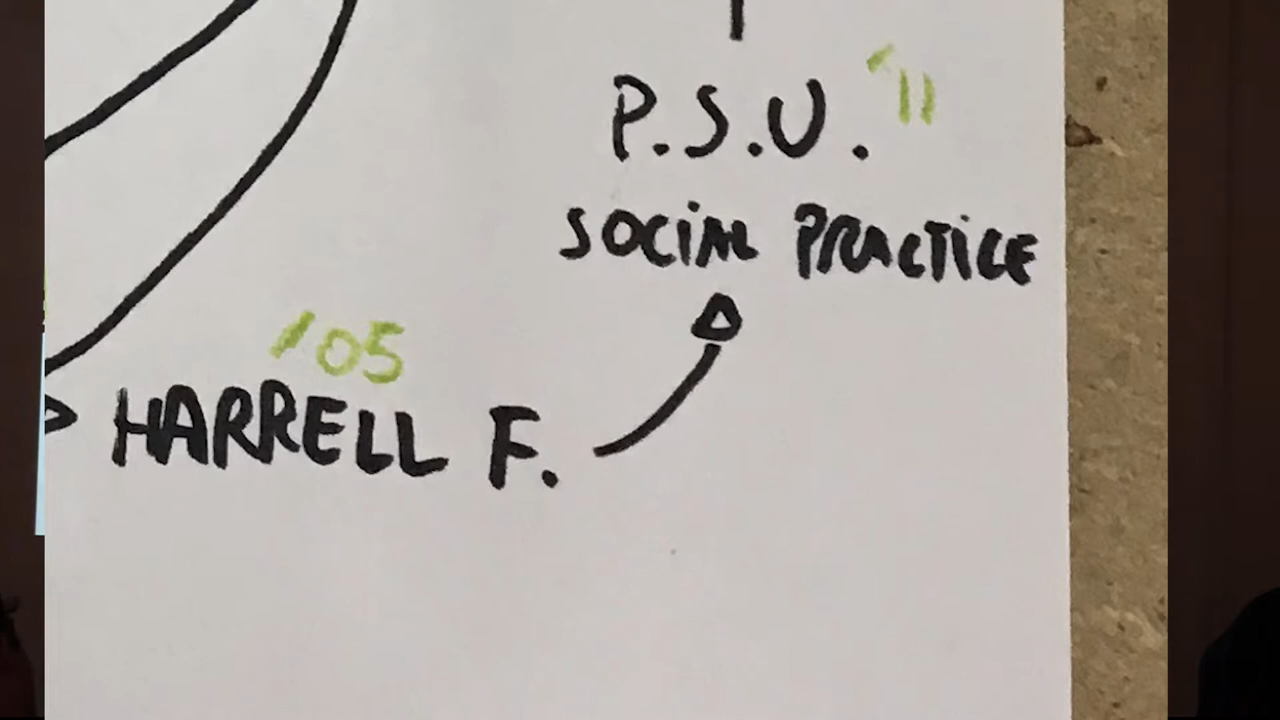 P.S.U. '11
SOCIAL PRACTICE
'05
HARRELL F.